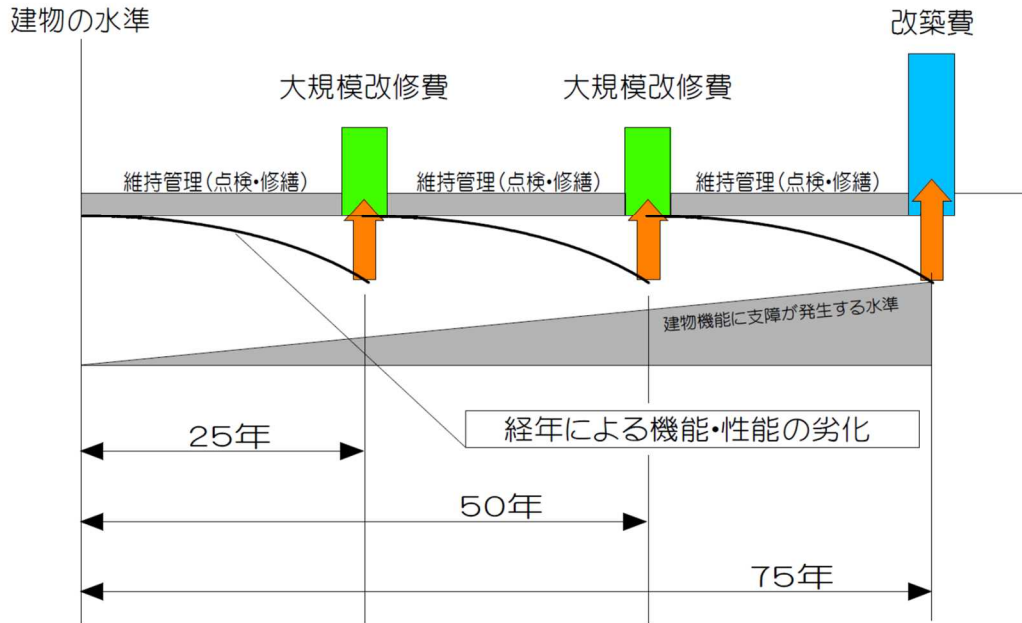 建物の水準
改築費
大規模改修費
大規模改修費
維持管理(点検・修繕)
維持管理(点検・修繕)
維持管理(点検・修繕)
建物機能に支障が発生する水準
経年による機能・性能の劣化
25年
50年
75年